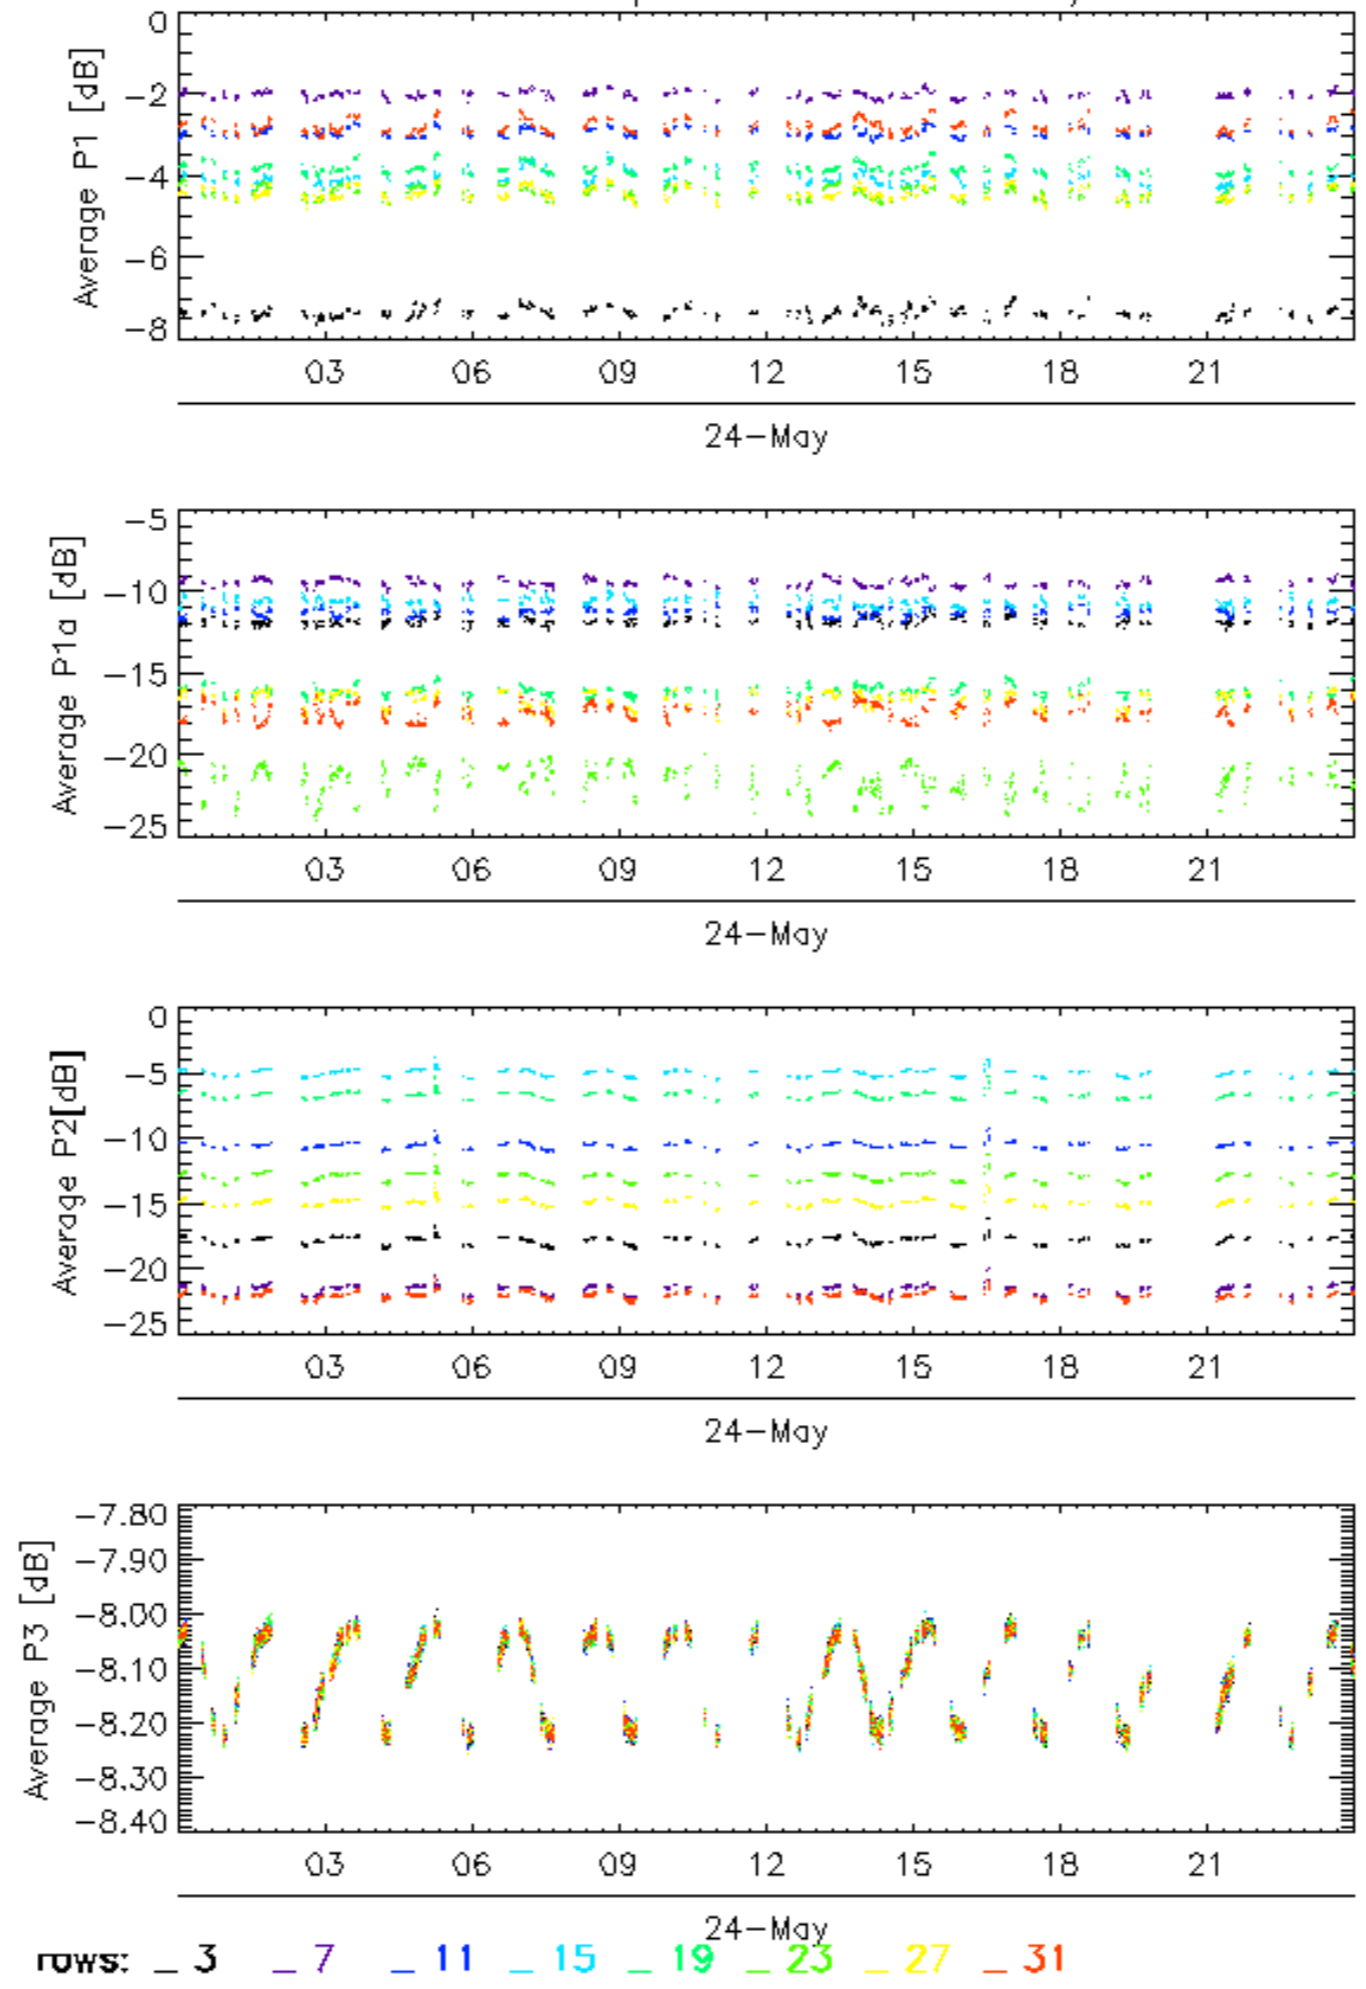 0
−2
−4
−6
−8
Average P1 [dB]
03 06 09 12 15 18 21
24−May
−5
−10
−15
−20
−25
Average P1a [dB]
03 06 09 12 15 18 21
24−May
0
−5
−10
−15
−20
−25
Average P2[dB]
03 06 09 12 15 18 21
24−May
−7.80
−7.90
−8.00
−8.10
−8.20
−8.30
−8.40
Average P3 [dB]
03 06 09 12 15 18 21
24−May
rows: _ 3 _ 7 _ 11 _ 15 _ 19 _ 23 _ 27 _ 31